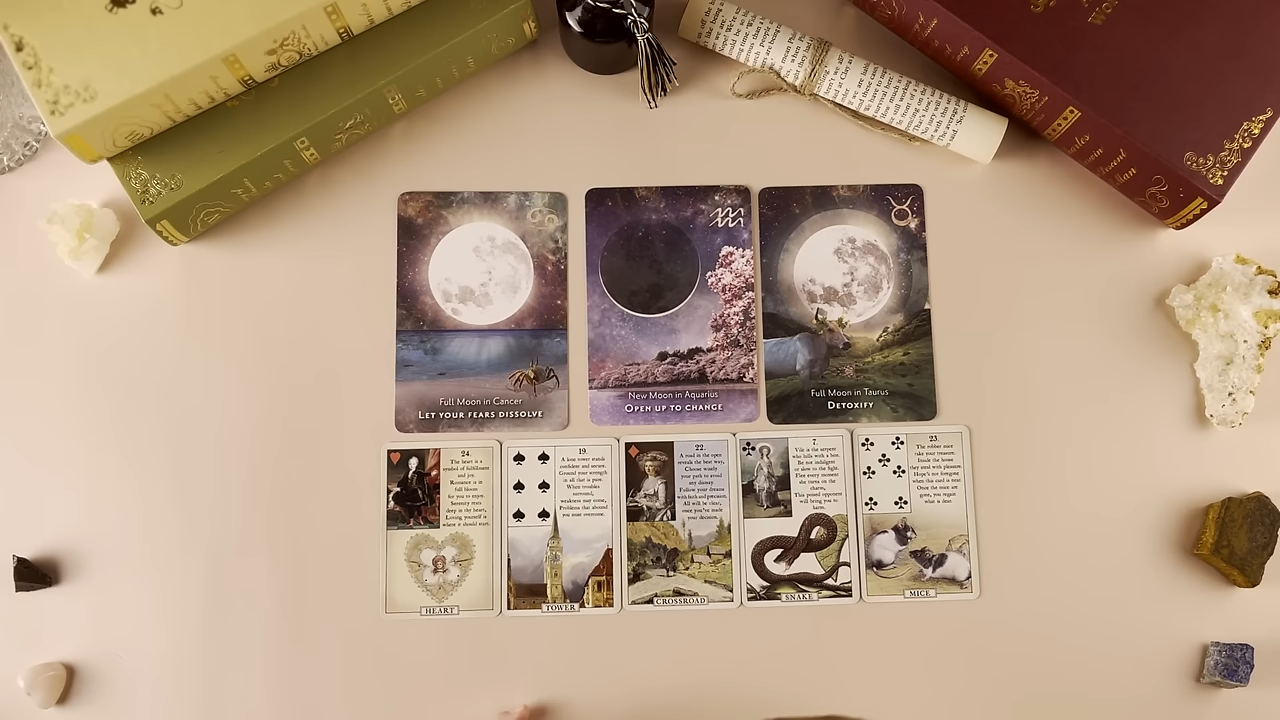 Full Moon in Cancer
LET YOUR FEARS DISSOLVE
New Moon in Aquarius
OPEN UP TO CHANGE
Full Moon in Taurus
DETOXIFY
24.
The heart is a
symbol of fulfillment
and joy.
Romance is in
full bloom
for you to enjoy.
Serenity rests
deep in thy heart,
Loving yourself is
where it should start.
HEART
19.
A lone tower stands
confident and secure.
Ground your strength
in all that is pure.
When troubles
surround,
weakness may come,
Problems that abound
you must overcome.
TOWER
22.
A road in the open
reveals the best way,
Choose wisely
your path to avoid
any dismay.
Follow your dreams
with faith and precision,
All will be clear,
once you've made
your decision.
CROSSROAD
7.
Vile is the serpent
who kills with a bite.
Be not indulgent
or slow to the fight.
Flee every moment
she turns on the
charm,
This poised opponent
will bring you to
harm.
SNAKE
23.
The robber mice
take your treasure.
Inside the house
they steal with pleasure.
Hope's not foregone
when this card is near.
Once the mice are
gone, you regain
what is dear.
MICE